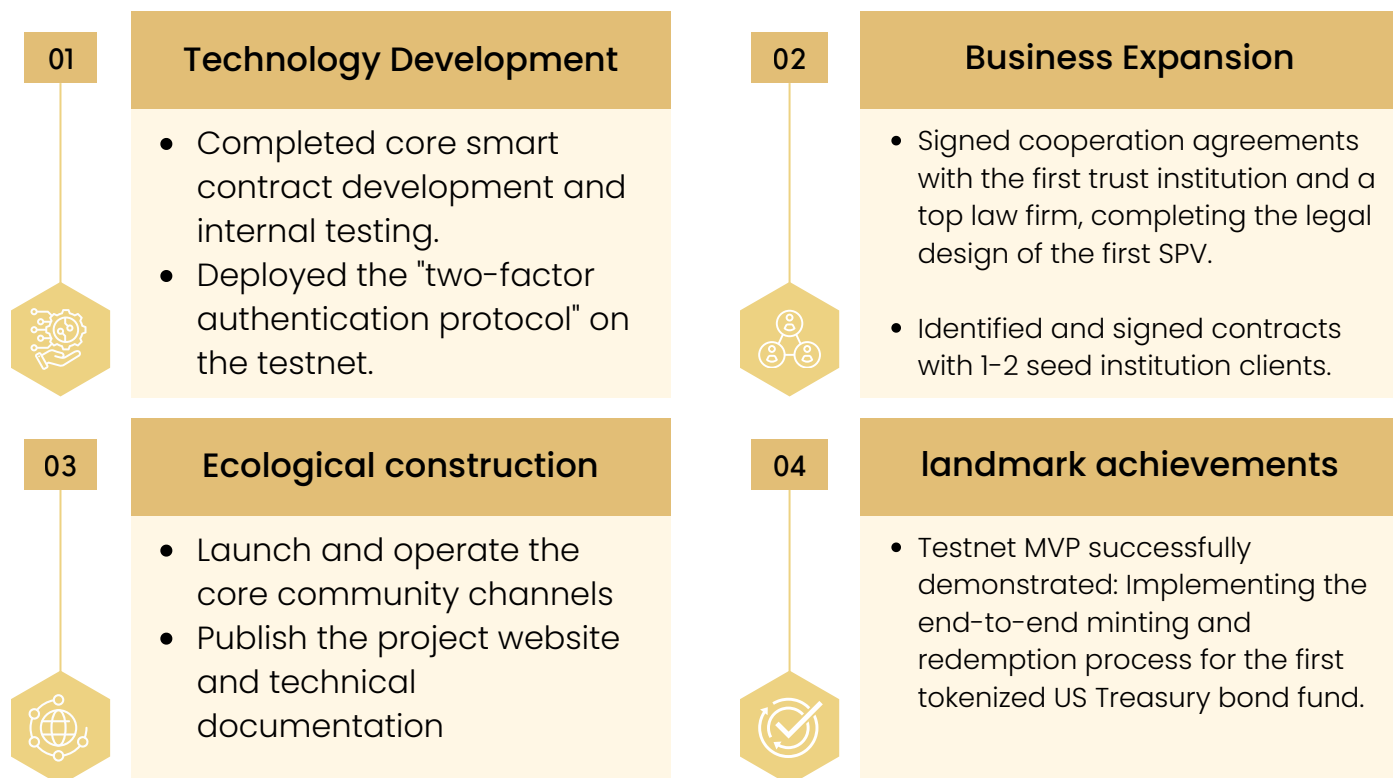 01
Technology Development
• Completed core smart
contract development and
internal testing.
• Deployed the "two-factor
authentication protocol" on
the testnet.
02
Business Expansion
• Signed cooperation agreements
with the first trust institution and a
top law firm, completing the legal
design of the first SPV.
• Identified and signed contracts
with 1-2 seed institution clients.
03
Ecological construction
• Launch and operate the
core community channels
• Publish the project website
and technical
documentation
04
landmark achievements
• Testnet MVP successfully
demonstrated: Implementing the
end-to-end minting and
redemption process for the first
tokenized US Treasury bond fund.